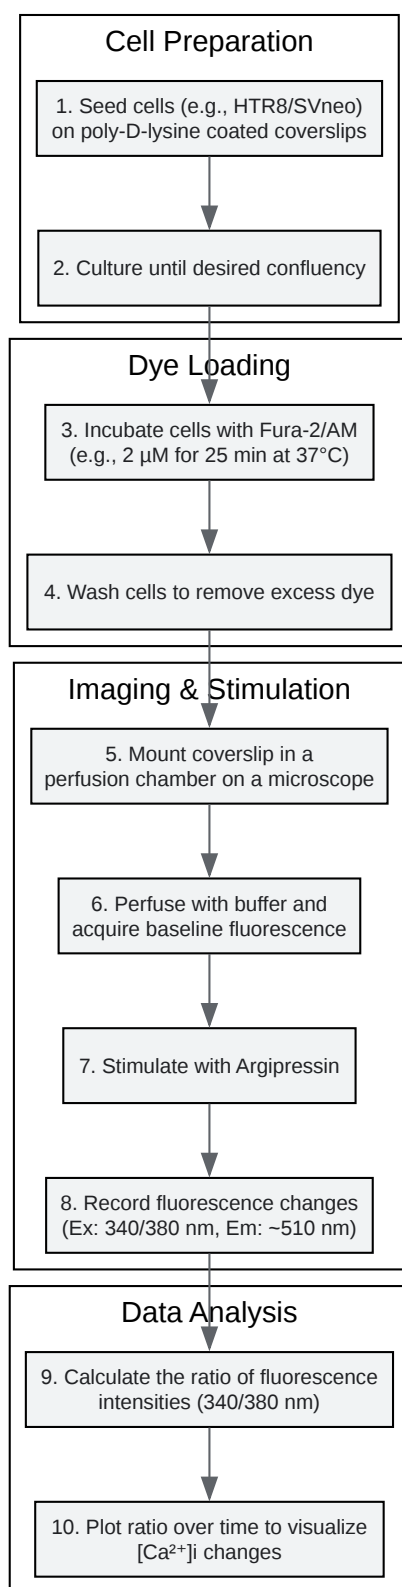 Cell Preparation
1. Seed cells (e.g., HTR8/SVneo)
on poly-D-lysine coated coverslips
2. Culture until desired confluency
Dye Loading
3. Incubate cells with Fura-2/AM
(e.g., 2 µM for 25 min at 37°C)
4. Wash cells to remove excess dye
Imaging & Stimulation
5. Mount coverslip in a
perfusion chamber on a microscope
6. Perfuse with buffer and
acquire baseline fluorescence
7. Stimulate with Argipressin
8. Record fluorescence changes
(Ex: 340/380 nm, Em: ~510 nm)
Data Analysis
9. Calculate the ratio of fluorescence
intensities (340/380 nm)
10. Plot ratio over time to visualize
[Ca²⁺]i changes